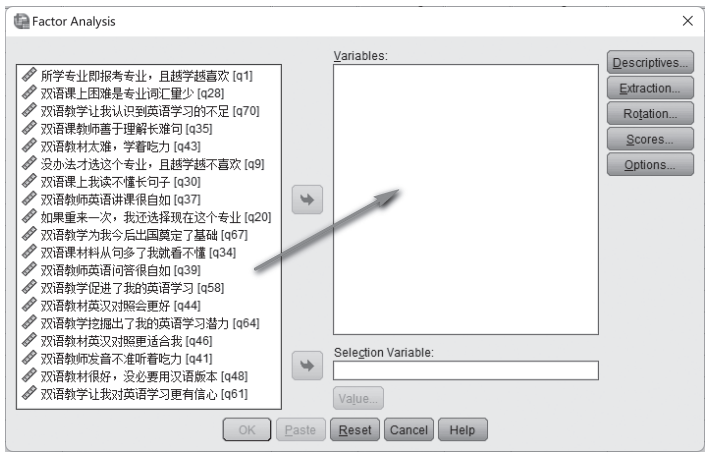 Factor Analysis
所学专业即报考专业，且越学越喜欢 [q1]
双语课上困难是专业词汇量少 [q28]
双语教学让我认识到英语学习的不足 [q70]
双语课教师善于理解长难句 [q35]
双语教材太难，学着吃力 [q43]
没办法才选这个专业，且越学越不喜欢 [q9]
双语课上我读不懂长句子 [q30]
双语教师英语讲课很自如 [q37]
如果重来一次，我还选择现在这个专业 [q20]
双语教学为我今后出国奠定了基础 [q67]
双语课材料从句多了我就看不懂 [q34]
双语教师英语问答很自如 [q39]
双语教学促进了我的英语学习 [q58]
双语教材英汉对照会更好 [q44]
双语教学挖掘出了我的英语学习潜力 [q64]
双语教材英汉对照更适合我 [q46]
双语教师发音不准听着吃力 [q41]
双语教材很好，没必要用汉语版本 [q48]
双语教学让我对英语学习更有信心 [q61]
Variables:
Selection Variable:
Value...
Descriptives...
Extraction...
Rotation...
Scores...
Options...
OK
Paste
Reset
Cancel
Help